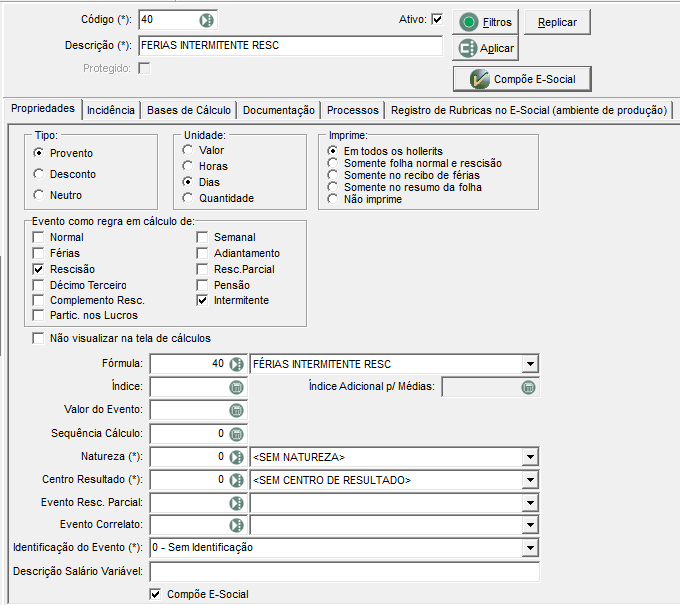 Código (*): 40 Ativo: Filtros Replicar
Descrição (*): FERIAS INTERMITENTE RESC Aplicar
Protegido:
Compõe E-Social
Propriedades Incidência Bases de Cálculo Documentação Processos Registro de Rubricas no E-Social (ambiente de produção)
Tipo: Unidade: Imprime:
Provento Valor Em todos os hollerits
Horas Somente folha normal e rescisão
Desconto Somente no recibo de férias
Dias Somente no resumo da folha
Neutro Quantidade Não imprime
Evento como regra em cálculo de:
Normal Semanal
Férias Adiantamento
Rescisão Resc.Parcial
Décimo Terceiro Pensão
Complemento Resc. Intermitente
Partic. nos Lucros
Não visualizar na tela de cálculos
Fórmula: 40 FÉRIAS INTERMITENTE RESC
Índice: Índice Adicional p/ Médias:
Valor do Evento:
Sequência Cálculo: 0
Natureza (*): 0 <SEM NATUREZA>
Centro Resultado (*): 0 <SEM CENTRO DE RESULTADO>
Evento Resc. Parcial:
Evento Correlato:
Identificação do Evento (*): 0 - Sem Identificação
Descrição Salário Variável:
Compõe E-Social